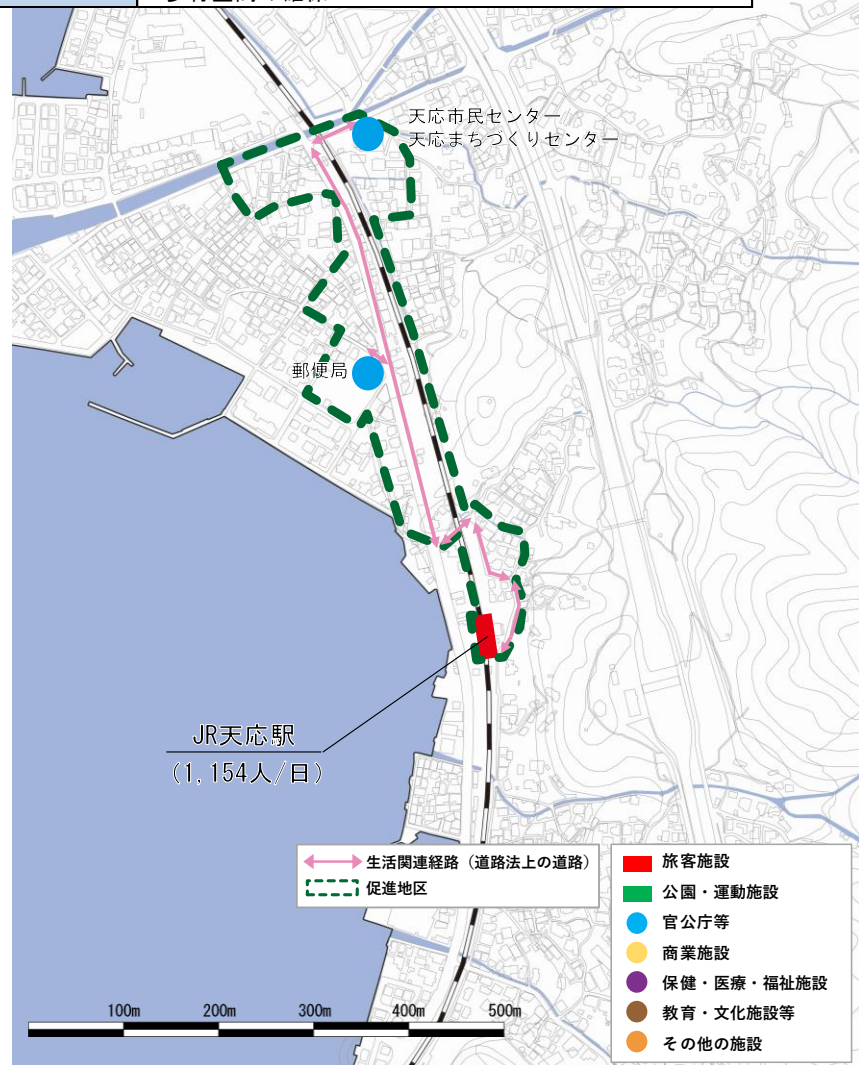 天応市民センター
天応まちづくりセンター
郵便局
JR天応駅
(1,154人/日)
生活関連経路（道路法上の道路）
促進地区
旅客施設
公園・運動施設
官公庁等
商業施設
保健・医療・福祉施設
教育・文化施設等
その他の施設
100m 200m 300m 400m 500m